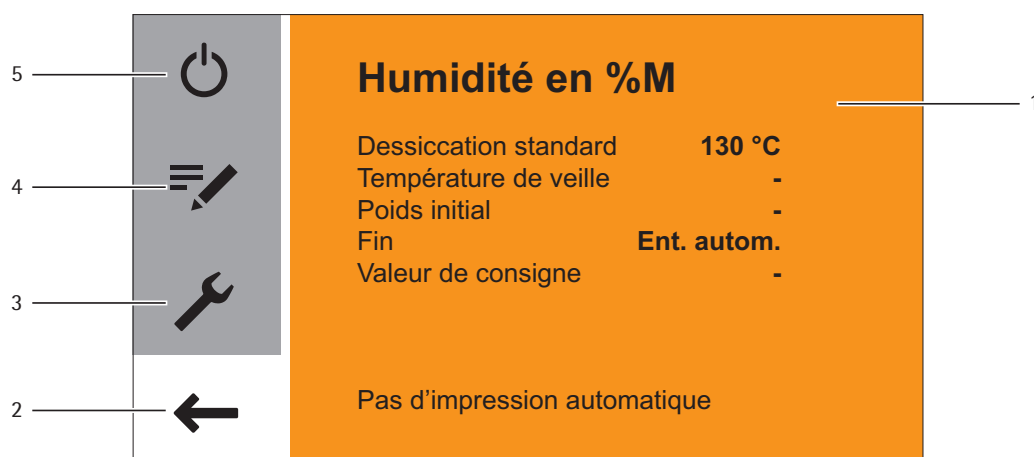 5
Humidité en %M
1
Dessiccation standard 130 °C
4
Température de veille -
Poids initial -
Fin Ent. autom.
Valeur de consigne -
3
2
Pas d’impression automatique